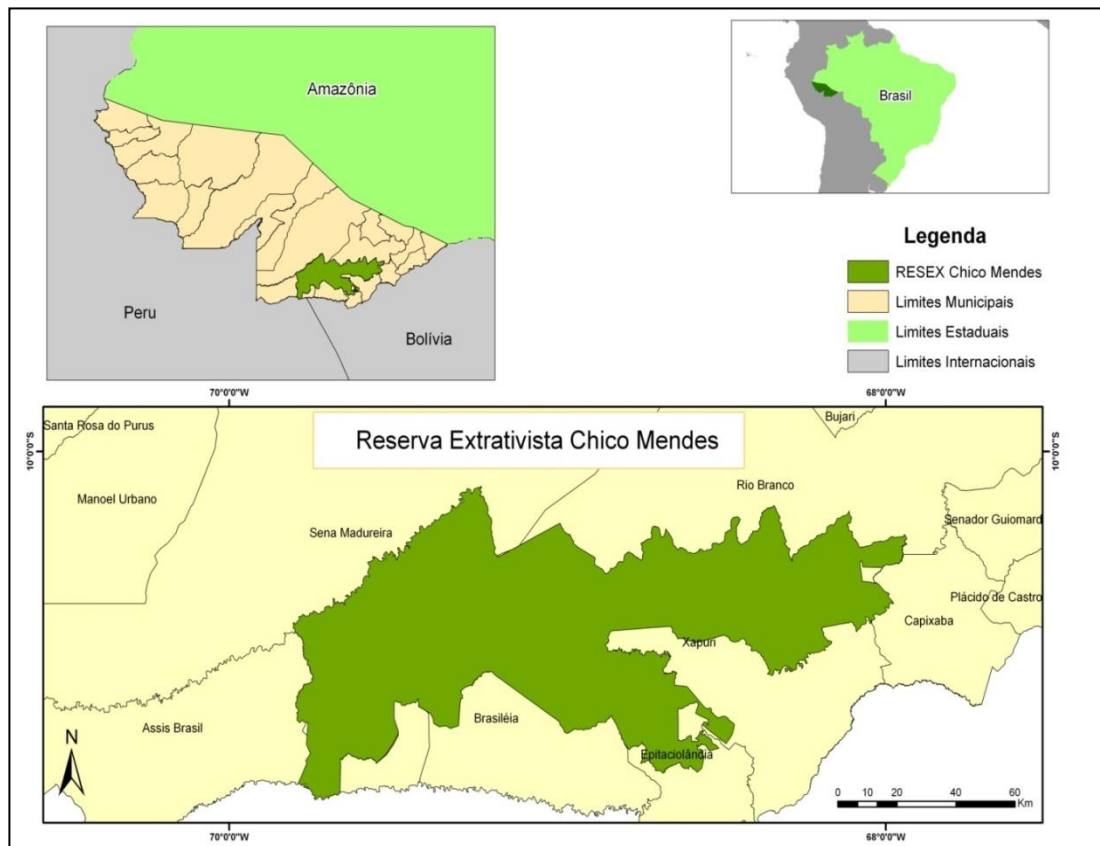 Amazônia
Peru
Bolívia
Brasil
Legenda
RESEX Chico Mendes
Limites Municipais
Limites Estaduais
Limites Internacionais
70°0'0"W
68°0'0"W
Reserva Extrativista Chico Mendes
10°0'0"S
10°0'0"S
Santa Rosa do Purus
Bujari
Manoel Urbano
Rio Branco
Sena Madureira
Senador Guiomard
Plácido de Castro
Capixaba
Xapuri
Assis Brasil
Brasiléia
Epitaciolândia
N
0 10 20 40 60
Km
70°0'0"W
68°0'0"W